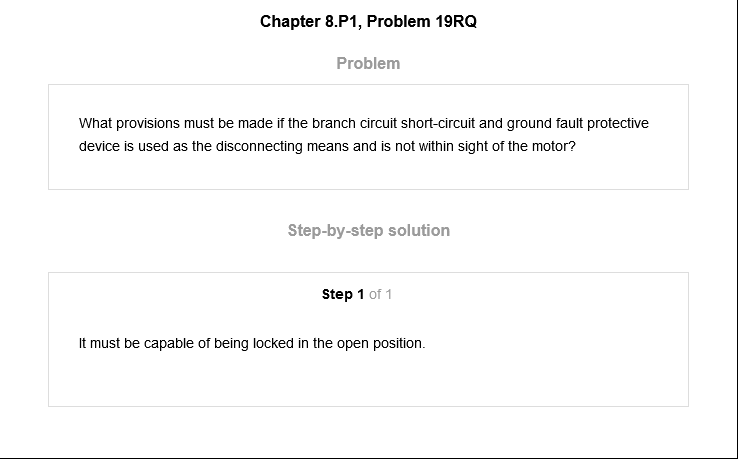 Chapter 8.P1, Problem 19RQ
Problem
What provisions must be made if the branch circuit short-circuit and ground fault protective
device is used as the disconnecting means and is not within sight of the motor?
Step-by-step solution
Step 1 of 1
It must be capable of being locked in the open position.